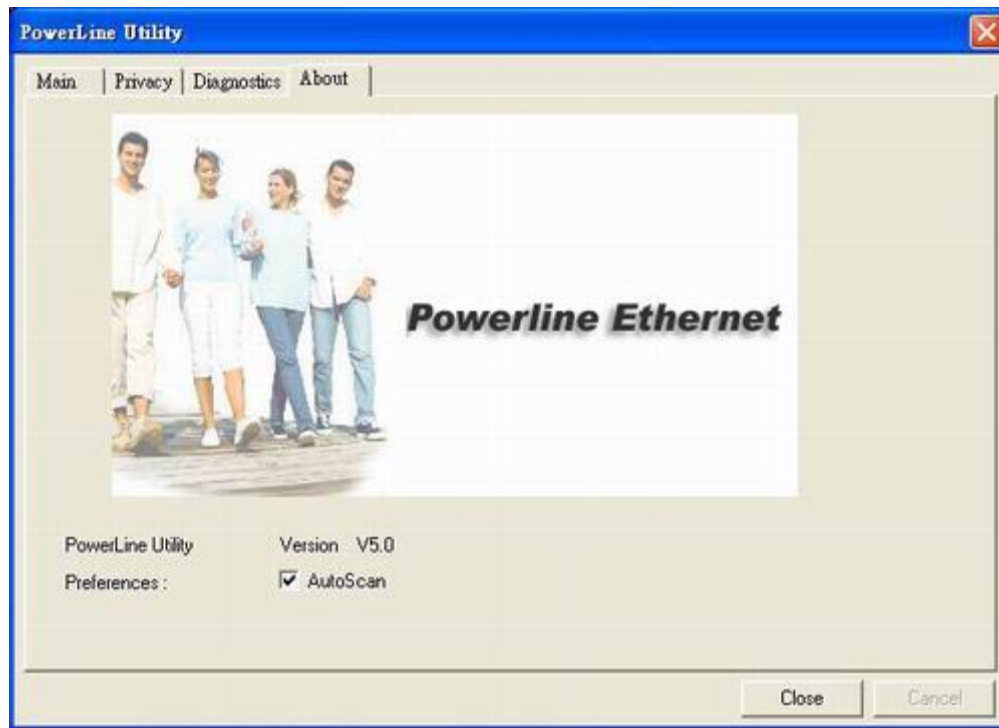 PowerLine Utility
Main Privacy Diagnostics About
Powerline Ethernet
PowerLine Utility Version V5.0
Preferences : AutoScan
Close Cancel